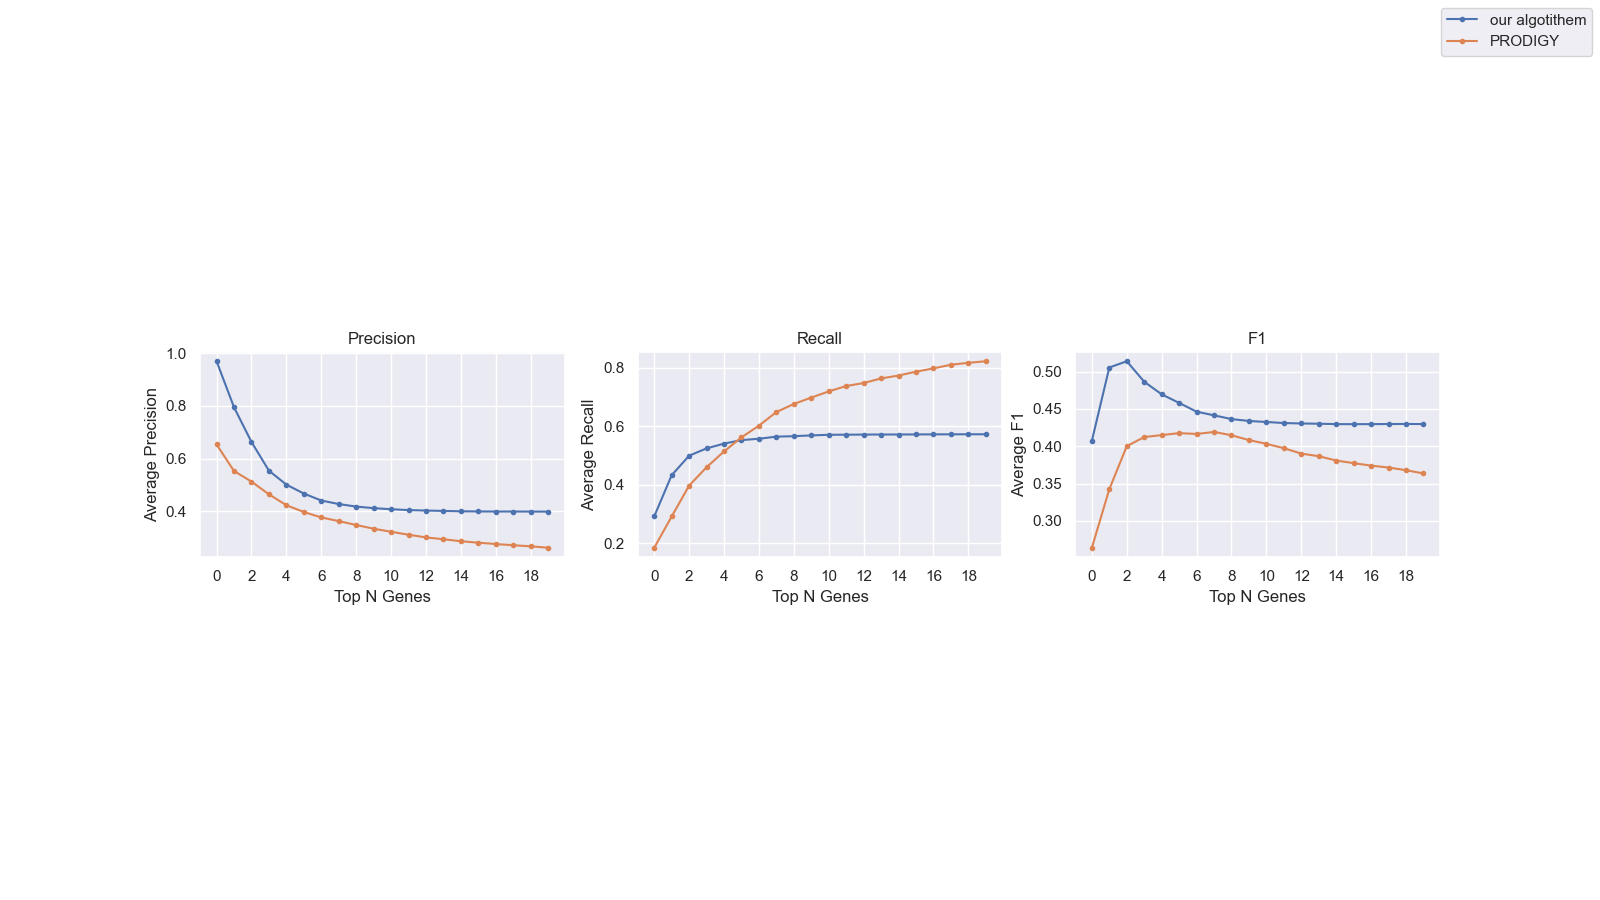 our algotithem
PRODIGY
Precision
Average Precision
1.0
0.8
0.6
0.4
0 2 4 6 8 10 12 14 16 18
Top N Genes
Recall
Average Recall
0.8
0.6
0.4
0.2
0 2 4 6 8 10 12 14 16 18
Top N Genes
F1
Average F1
0.50
0.45
0.40
0.35
0.30
0 2 4 6 8 10 12 14 16 18
Top N Genes